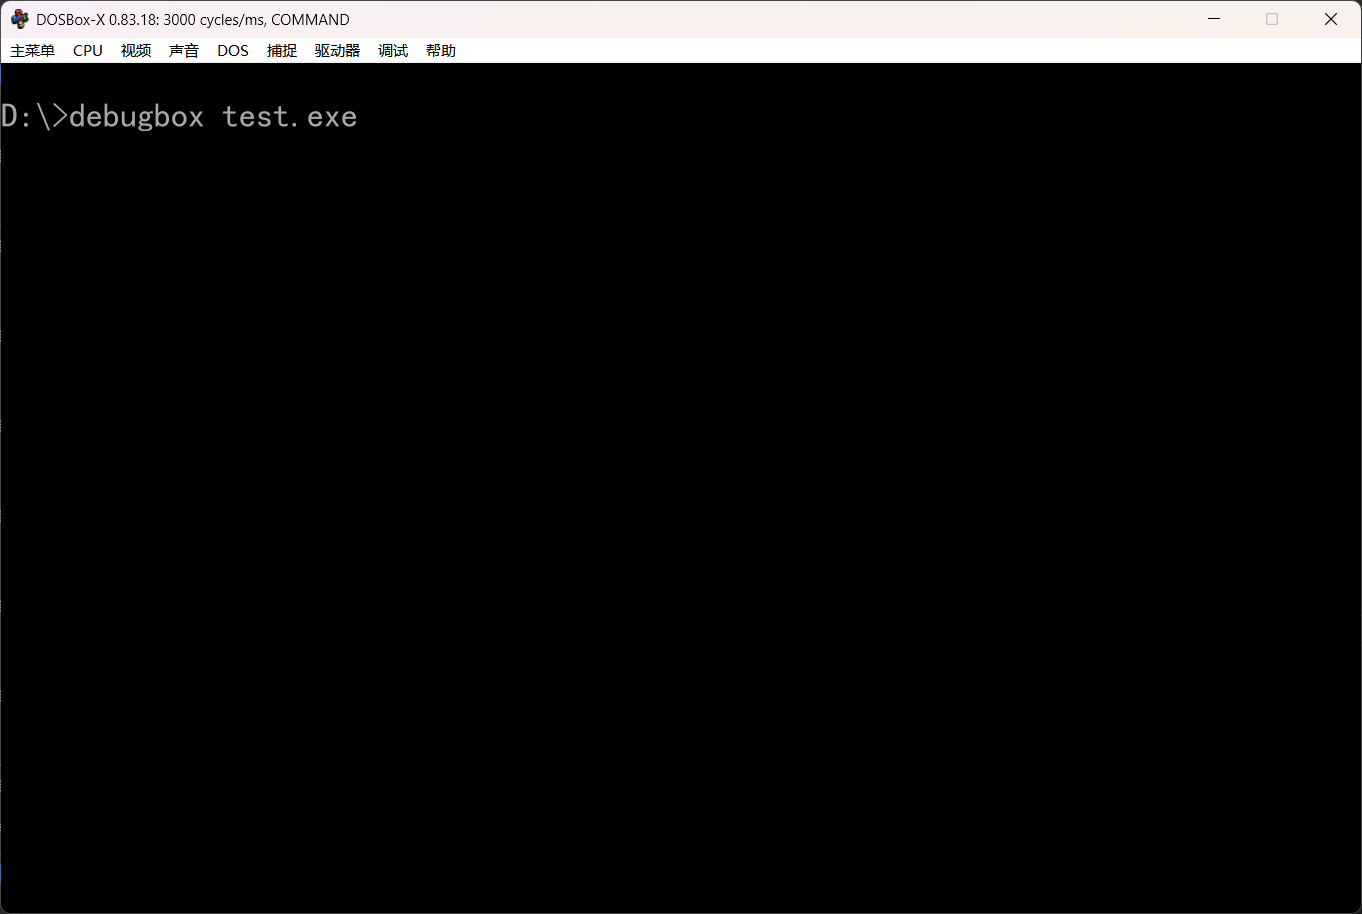 DOSBox-X 0.83.18: 3000 cycles/ms, COMMAND
主菜单 CPU 视频 声音 DOS 捕捉 驱动器 调试 帮助
D:\>debugbox test.exe